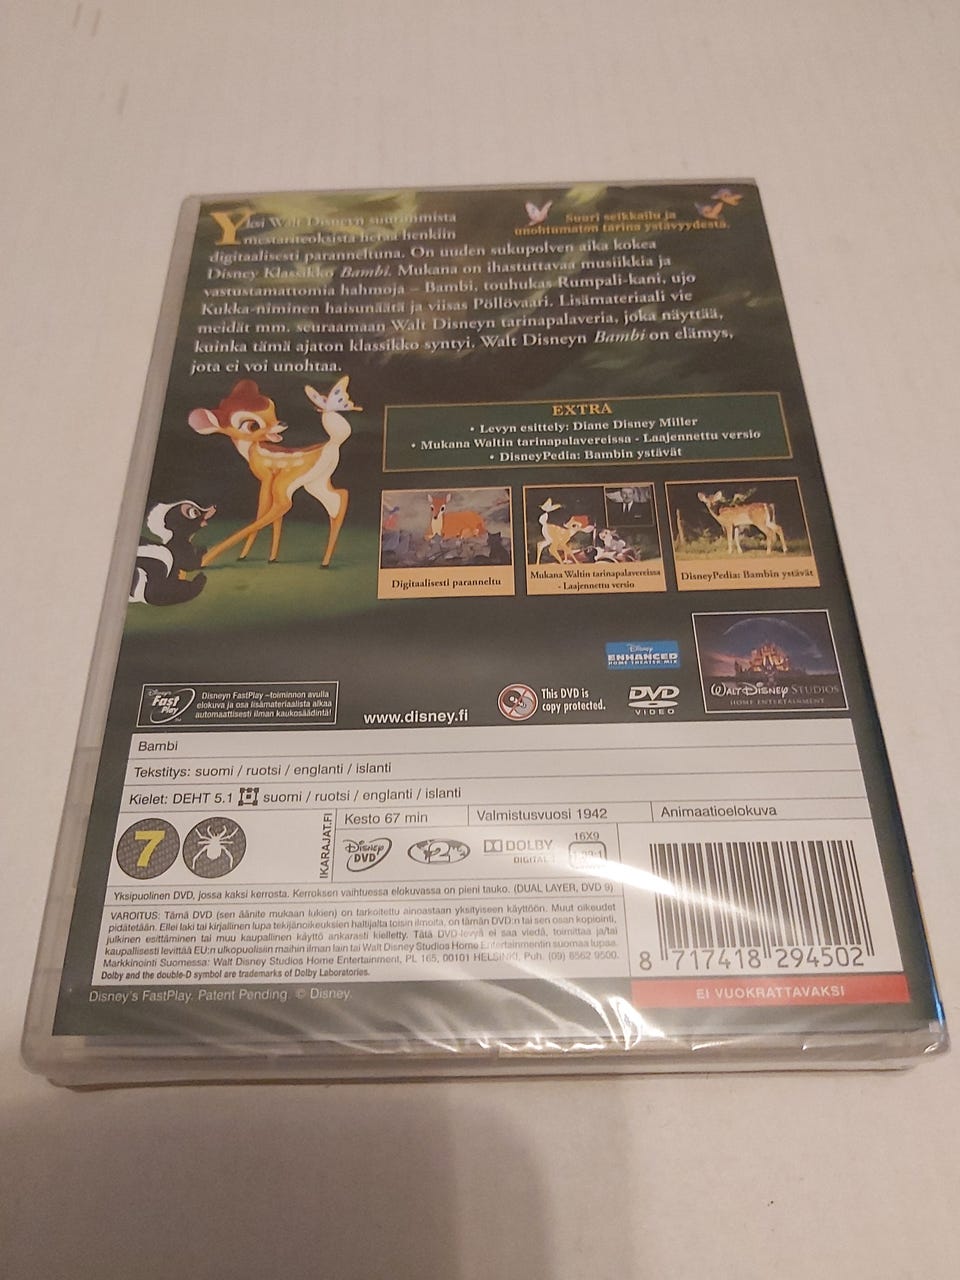 Yksi Walt Disneyn suurimmista
mestariteoksista herää henkiin
digitaalisesti paranneltuna. On uuden sukupolven aika kokea
Disney Klassikko Bambi. Mukana on ihastuttavaa musiikkia ja
vastustamattomia hahmoja – Bambi, touhukas Rumpali-kani, ujo
Kukka-niminen haisunäätä ja viisas Pöllövaari. Lisämateriaali vie
meidät mm. seuraamaan Walt Disneyn tarinapalaveria, joka näyttää,
kuinka tämä ajaton klassikko syntyi. Walt Disneyn Bambi on elämys,
jota ei voi unohtaa.
Suuri seikkailu ja
unohtumaton tarina ystävyydestä.
EXTRA
• Levyn esittely: Diane Disney Miller
• Mukana Waltin tarinapalavereissa - Laajennettu versio
• DisneyPedia: Bambin ystävät
Digitaalisesti paranneltu
Mukana Waltin tarinapalavereissa
- Laajennettu versio
DisneyPedia: Bambin ystävät
Disney
ENHANCED
HOME THEATER MIX
WALT DISNEY STUDIOS
HOME ENTERTAINMENT
Disney's
Fast
Play
Disneyn FastPlay –toiminnon avulla
elokuva ja osa lisämateriaalista alkaa
automaattisesti ilman kaukosäädintä!
www.disney.fi
This DVD is
copy protected.
DVD
VIDEO
Bambi
Tekstitys: suomi / ruotsi / englanti / islanti
Kielet: DEHT 5.1 suomi / ruotsi / englanti / islanti
7
IKARAJAT.FI
Kesto 67 min
Valmistusvuosi 1942
Animaatioelokuva
Disney
DVD
2
DOLBY
DIGITAL
16X9
Yksipuolinen DVD, jossa kaksi kerrosta. Kerroksen vaihtuessa elokuvassa on pieni tauko. (DUAL LAYER, DVD 9)
VAROITUS: Tämä DVD (sen äänite mukaan lukien) on tarkoitettu ainoastaan yksityiseen käyttöön. Muut oikeudet
pidätetään. Ellei laki tai kirjallinen lupa tekijänoikeuksien haltijalta toisin ilmoita, on tämän DVD:n tai sen osan kopiointi,
julkinen esittäminen tai muu kaupallinen käyttö ankarasti kielletty. Tätä DVD-levyä ei saa viedä, toimittaa ja/tai
kaupallisesti levittää EU:n ulkopuolisiin maihin ilman lain tai Walt Disney Studios Home Entertainmentin suomaa lupaa.
Markkinointi Suomessa: Walt Disney Studios Home Entertainment, PL 165, 00101 HELSINKI, Puh. (09) 8562 9500.
Dolby and the double-D symbol are trademarks of Dolby Laboratories.
8 717418 294502
EI VUOKRATTAVAKSI
Disney's FastPlay. Patent Pending. © Disney.